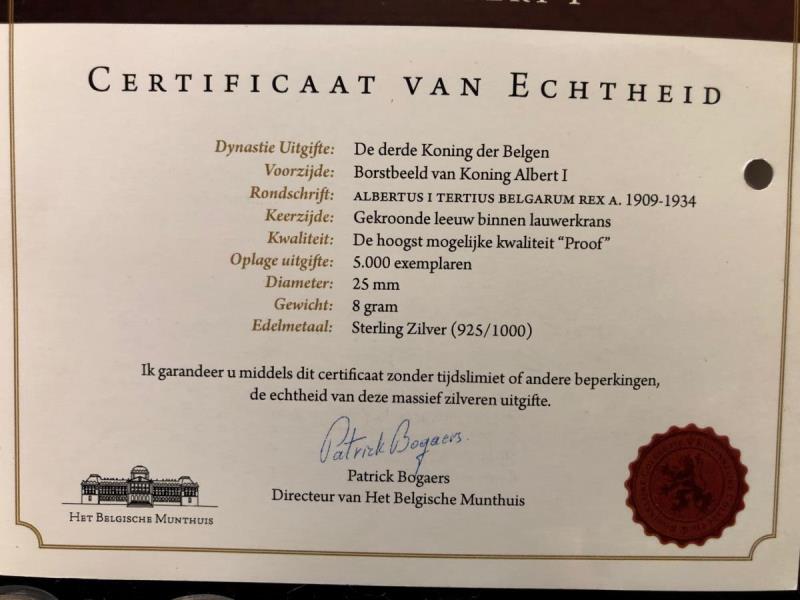 CERTIFICAAT VAN ECHTHEID
Dynastie Uitgifte: De derde Koning der Belgen
Voorzijde: Borstbeeld van Koning Albert I
Rondschrift: ALBERTUS I TERTIUS BELGARUM REX A. 1909-1934
Keerzijde: Gekroonde leeuw binnen lauwerkrans
Kwaliteit: De hoogst mogelijke kwaliteit “Proof”
Oplage uitgifte: 5.000 exemplaren
Diameter: 25 mm
Gewicht: 8 gram
Edelmetaal: Sterling Zilver (925/1000)
Ik garandeer u middels dit certificaat zonder tijdslimiet of andere beperkingen,
de echtheid van deze massief zilveren uitgifte.
Patrick Bogaers
Patrick Bogaers
Directeur van Het Belgische Munthuis
HET BELGISCHE MUNTHUIS